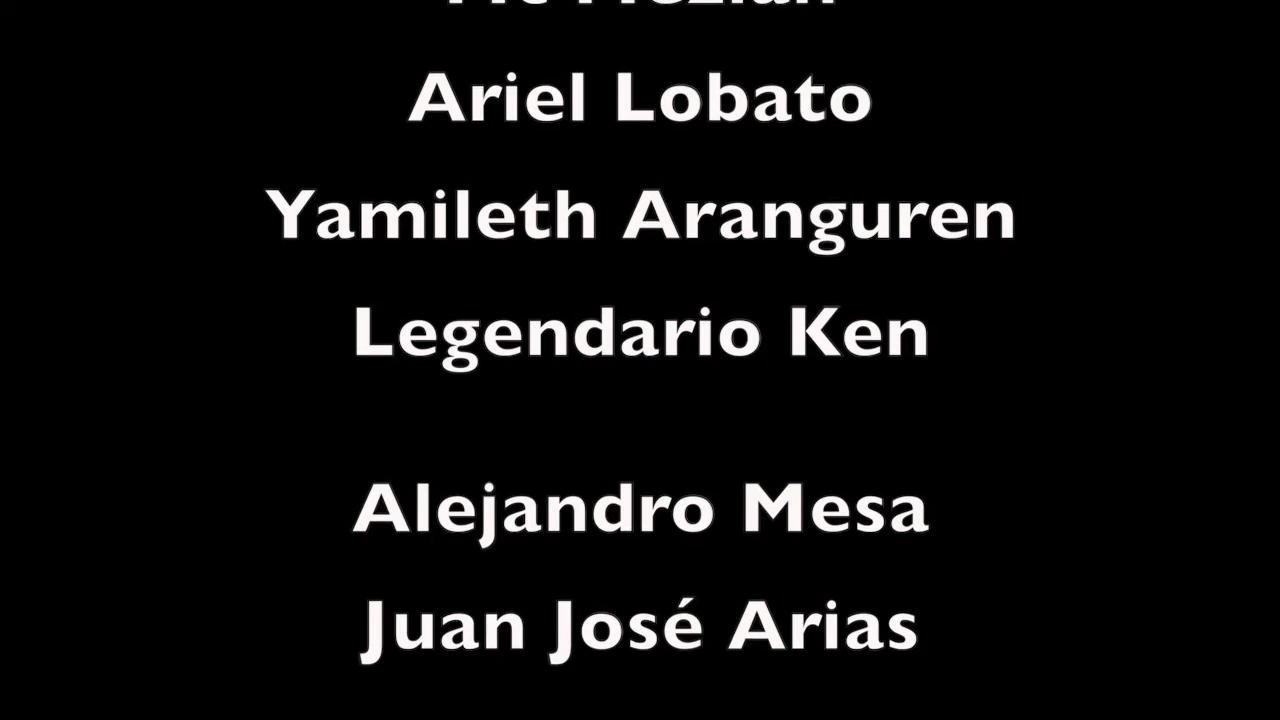 Ariel Lobato
Yamileth Aranguren
Legendario Ken
Alejandro Mesa
Juan José Arias